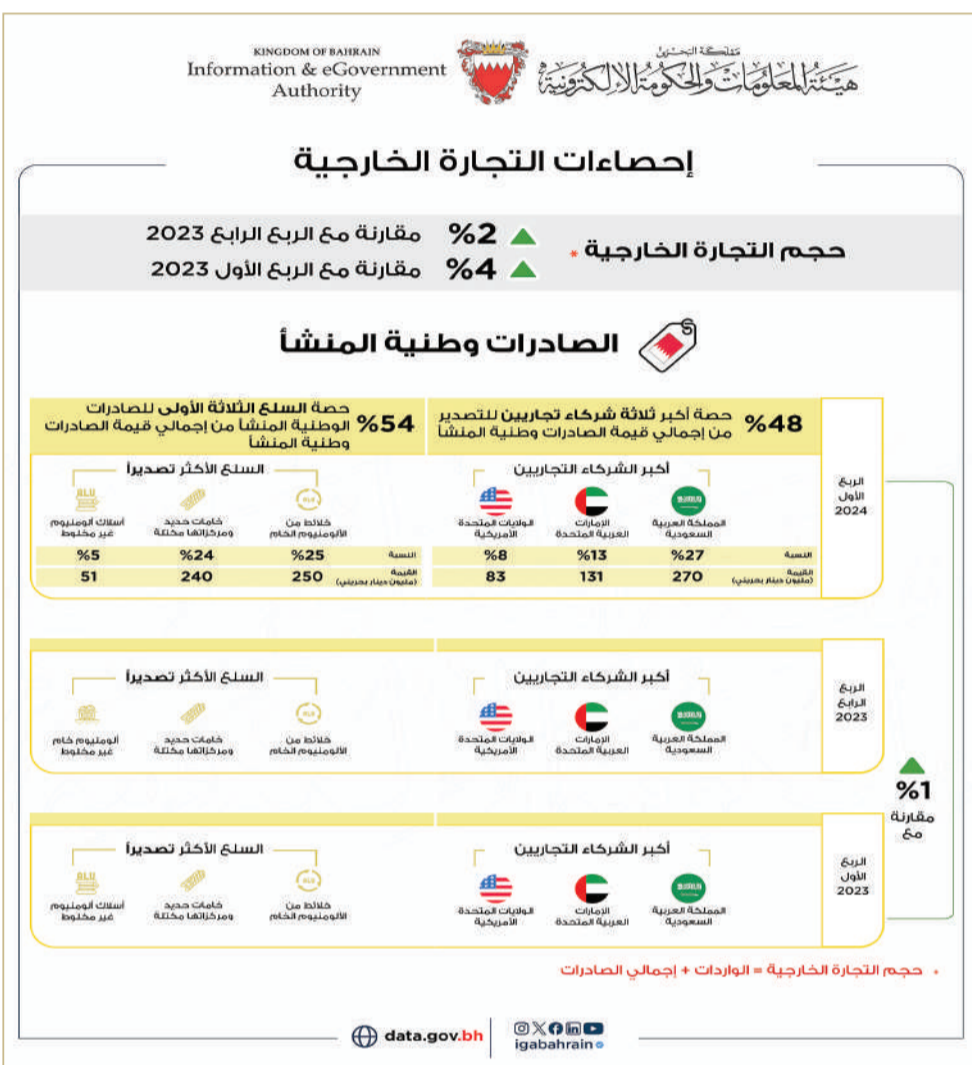 KINGDOM OF BAHRAIN
Information & eGovernment
Authority
مملكة البحرين
هيئة المعلومات والحكومة الإلكترونية
إحصاءات التجارة الخارجية
حجم التجارة الخارجية *
%2 مقارنة مع الربع الرابع 2023
%4 مقارنة مع الربع الأول 2023
الصادرات وطنية المنشأ
الربع
الأول
2024
%48 حصة أكبر ثلاثة شركاء تجاريين للتصدير
من إجمالي قيمة الصادرات وطنية المنشأ
أكبر الشركاء التجاريين
المملكة العربية
السعودية
الإمارات
العربية المتحدة
الولايات المتحدة
الأمريكية
النسبة %27 %13 %8
القيمة
(مليون دينار بحريني) 270 131 83
%54 حصة السلع الثلاثة الأولى للصادرات
الوطنية المنشأ من إجمالي قيمة الصادرات
وطنية المنشأ
السلع الأكثر تصديراً
خلائط من
الألومنيوم الخام
خامات حديد
ومركزاتها مكتلة
ALU
أسلاك ألومنيوم
غير مخلوط
النسبة %25 %24 %5
القيمة
(مليون دينار بحريني) 250 240 51
الربع
الرابع
2023
أكبر الشركاء التجاريين
المملكة العربية
السعودية
الإمارات
العربية المتحدة
الولايات المتحدة
الأمريكية
السلع الأكثر تصديراً
خلائط من
الألومنيوم الخام
خامات حديد
ومركزاتها مكتلة
ألومنيوم خام
غير مخلوط
%1
مقارنة
مع
الربع
الأول
2023
أكبر الشركاء التجاريين
المملكة العربية
السعودية
الإمارات
العربية المتحدة
الولايات المتحدة
الأمريكية
السلع الأكثر تصديراً
خلائط من
الألومنيوم الخام
خامات حديد
ومركزاتها مكتلة
ALU
أسلاك ألومنيوم
غير مخلوط
* حجم التجارة الخارجية = الواردات + إجمالي الصادرات
data.gov.bh
igabahrain